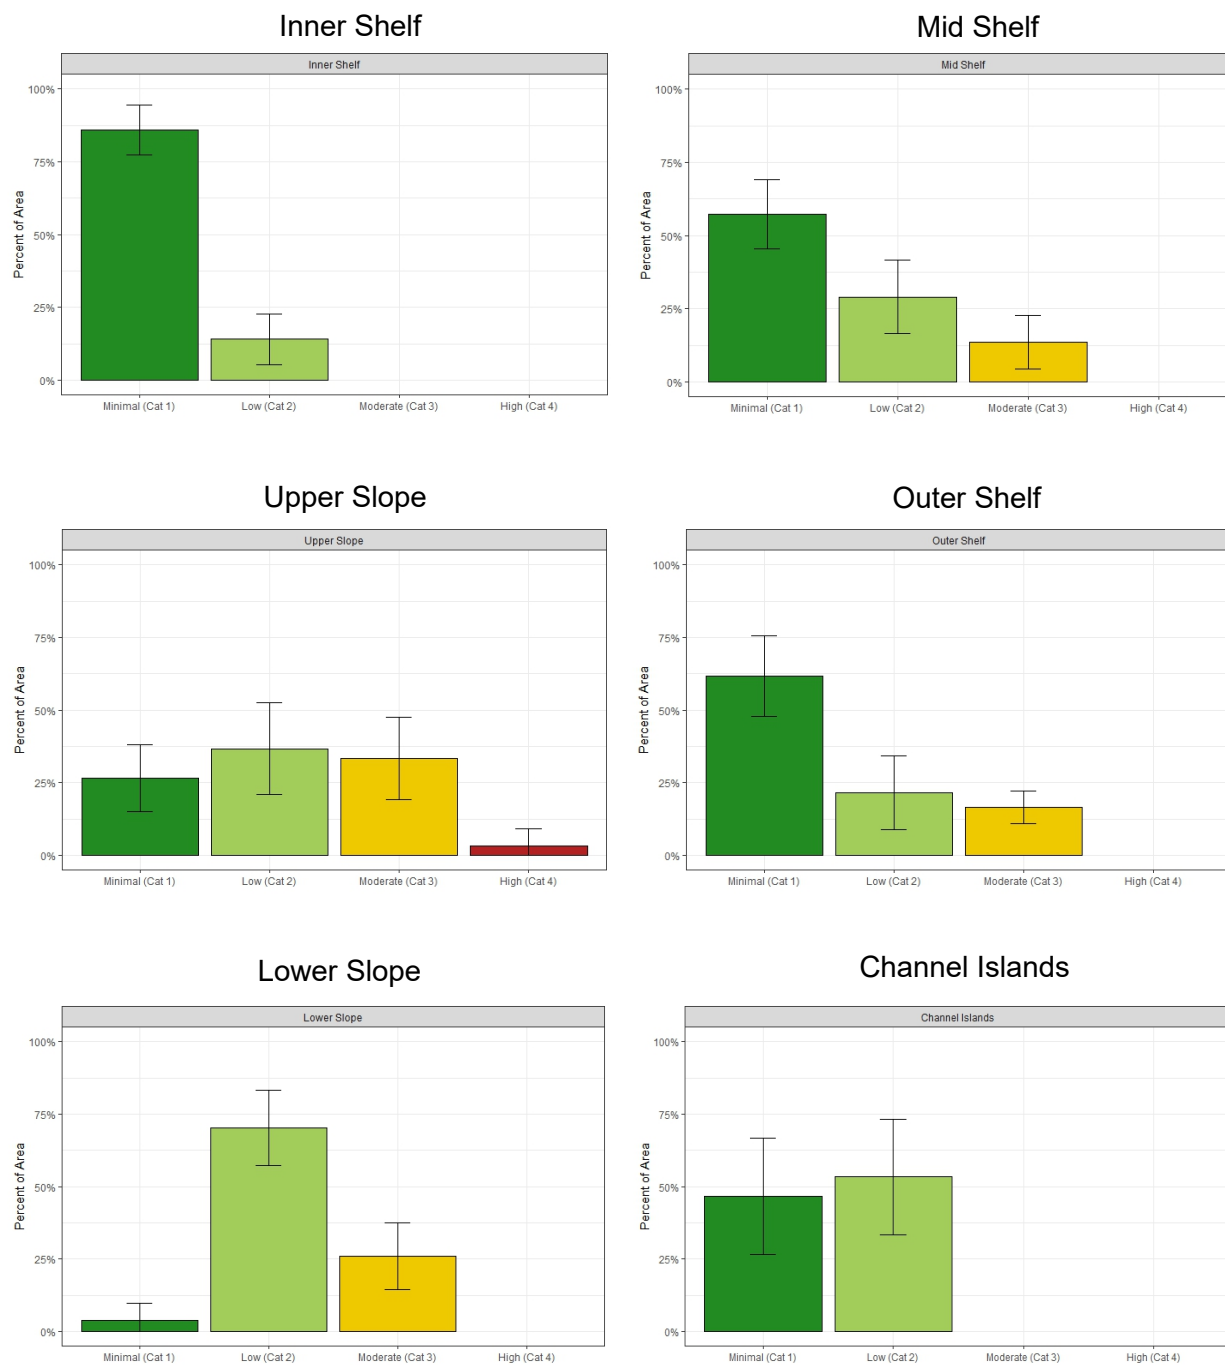 Inner Shelf
Inner Shelf
100%
75%
50%
25%
0%
Percent of Area
Minimal (Cat 1) Low (Cat 2) Moderate (Cat 3) High (Cat 4)
Mid Shelf
Mid Shelf
100%
75%
50%
25%
0%
Percent of Area
Minimal (Cat 1) Low (Cat 2) Moderate (Cat 3) High (Cat 4)
Upper Slope
Upper Slope
100%
75%
50%
25%
0%
Percent of Area
Minimal (Cat 1) Low (Cat 2) Moderate (Cat 3) High (Cat 4)
Outer Shelf
Outer Shelf
100%
75%
50%
25%
0%
Percent of Area
Minimal (Cat 1) Low (Cat 2) Moderate (Cat 3) High (Cat 4)
Lower Slope
Lower Slope
100%
75%
50%
25%
0%
Percent of Area
Minimal (Cat 1) Low (Cat 2) Moderate (Cat 3) High (Cat 4)
Channel Islands
Channel Islands
100%
75%
50%
25%
0%
Percent of Area
Minimal (Cat 1) Low (Cat 2) Moderate (Cat 3) High (Cat 4)